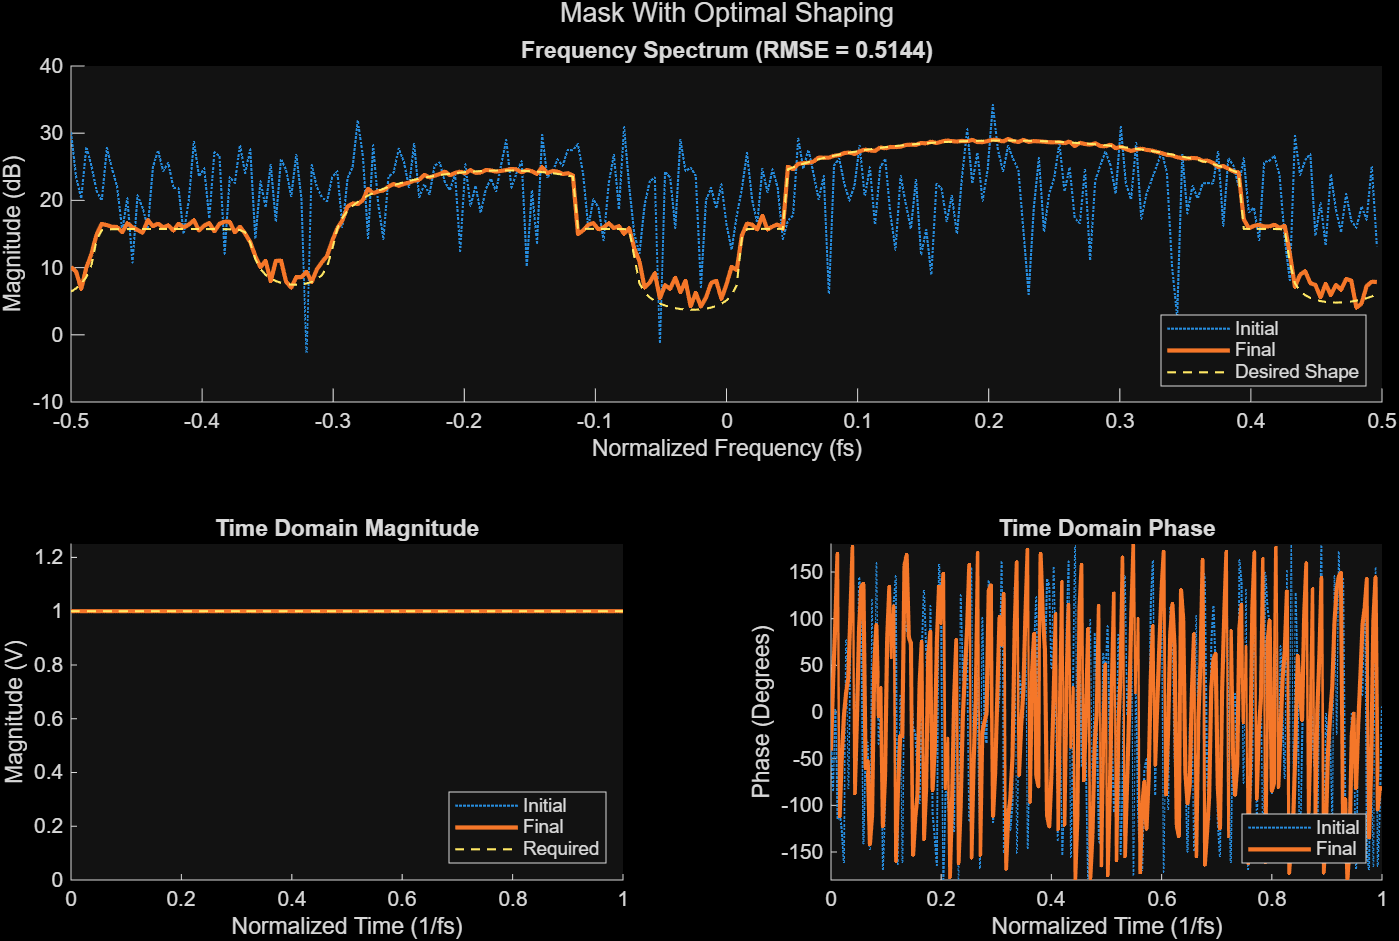 Mask With Optimal Shaping
Frequency Spectrum (RMSE = 0.5144)
40
30
20
10
0
-10
Magnitude (dB)
Initial
Final
Desired Shape
-0.5 -0.4 -0.3 -0.2 -0.1 0 0.1 0.2 0.3 0.4 0.5
Normalized Frequency (fs)
Time Domain Magnitude
1.2
1
0.8
0.6
0.4
0.2
0
Magnitude (V)
Initial
Final
Required
0 0.2 0.4 0.6 0.8 1
Normalized Time (1/fs)
Time Domain Phase
150
100
50
0
-50
-100
-150
Phase (Degrees)
Initial
Final
0 0.2 0.4 0.6 0.8 1
Normalized Time (1/fs)